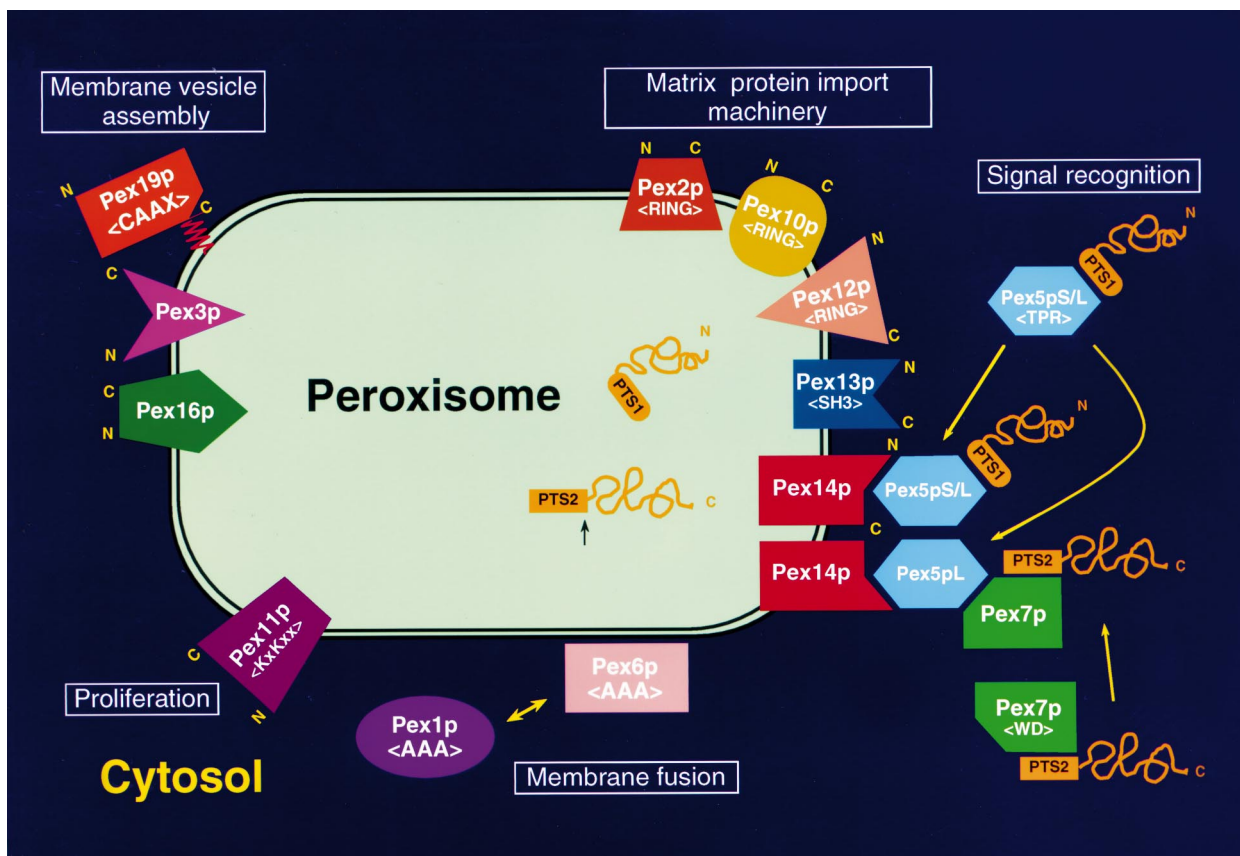 Membrane vesicle
assembly
Matrix protein import
machinery
Signal recognition
N
Pex19p
<CAAX>
C
N C
Pex2p
<RING>
N
C
Pex10p
<RING>
N
Pex12p
<RING>
C
N
PTS1
Pex5pS/L
<TPR>
C
Pex3p
N
C
Pex16p
N
Peroxisome
N
PTS1
N
Pex13p
<SH3>
C
N
Pex14p
C
Pex5pS/L
N
PTS1
PTS2
C
Pex14p
Pex5pL
PTS2
C
Pex7p
Pex11p
<KxKxx>
C
N
Proliferation
Pex6p
<AAA>
Pex1p
<AAA>
Membrane fusion
Pex7p
<WD>
PTS2
C
Cytosol